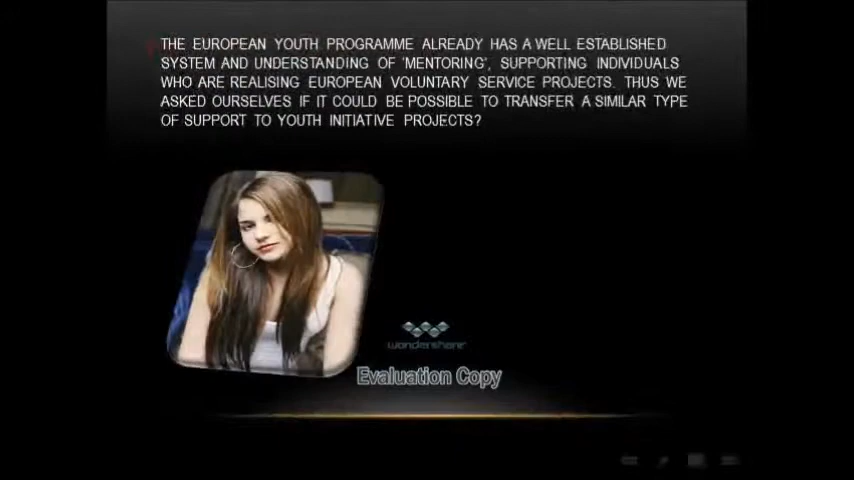 THE EUROPEAN YOUTH PROGRAMME ALREADY HAS A WELL ESTABLISHED
SYSTEM AND UNDERSTANDING OF 'MENTORING', SUPPORTING INDIVIDUALS
WHO ARE REALISING EUROPEAN VOLUNTARY SERVICE PROJECTS. THUS WE
ASKED OURSELVES IF IT COULD BE POSSIBLE TO TRANSFER A SIMILAR TYPE
OF SUPPORT TO YOUTH INITIATIVE PROJECTS?
wondershare
Evaluation Copy